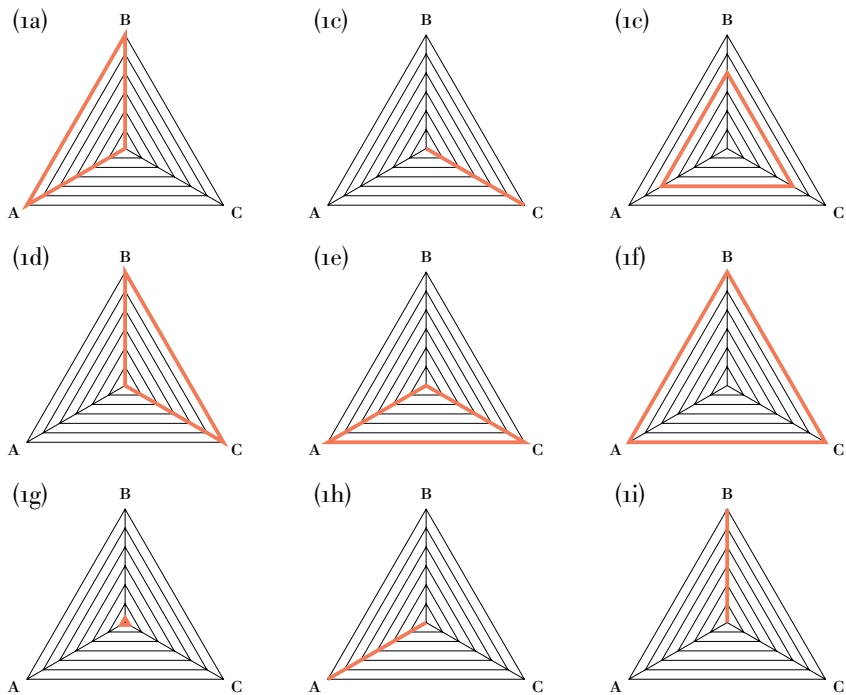 (1a) (1c) (1c)
B B B
A C A C A C
(1d) (1e) (1f)
B B B
A C A C A C
(1g) (1h) (1i)
B B B
A C A C A C